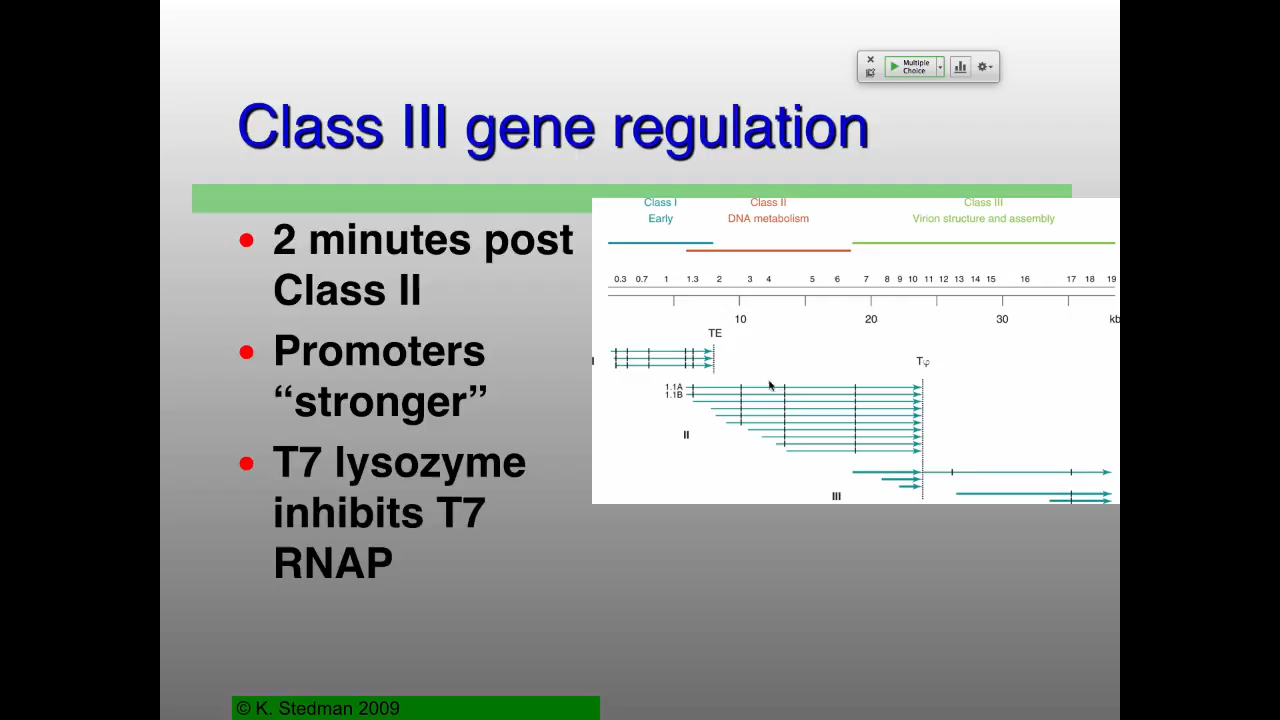 Multiple
Choice
Class III gene regulation
• 2 minutes post
Class II
• Promoters
“stronger”
• T7 lysozyme
inhibits T7
RNAP
Class I Class II Class III
Early DNA metabolism Virion structure and assembly
0.3 0.7 1 1.3 2 3 4 5 6 7 8 9 10 11 12 13 14 15 16 17 18 19
10 20 30 kb
TE
I
Tφ
1.1A
1.1B
II
III
© K. Stedman 2009